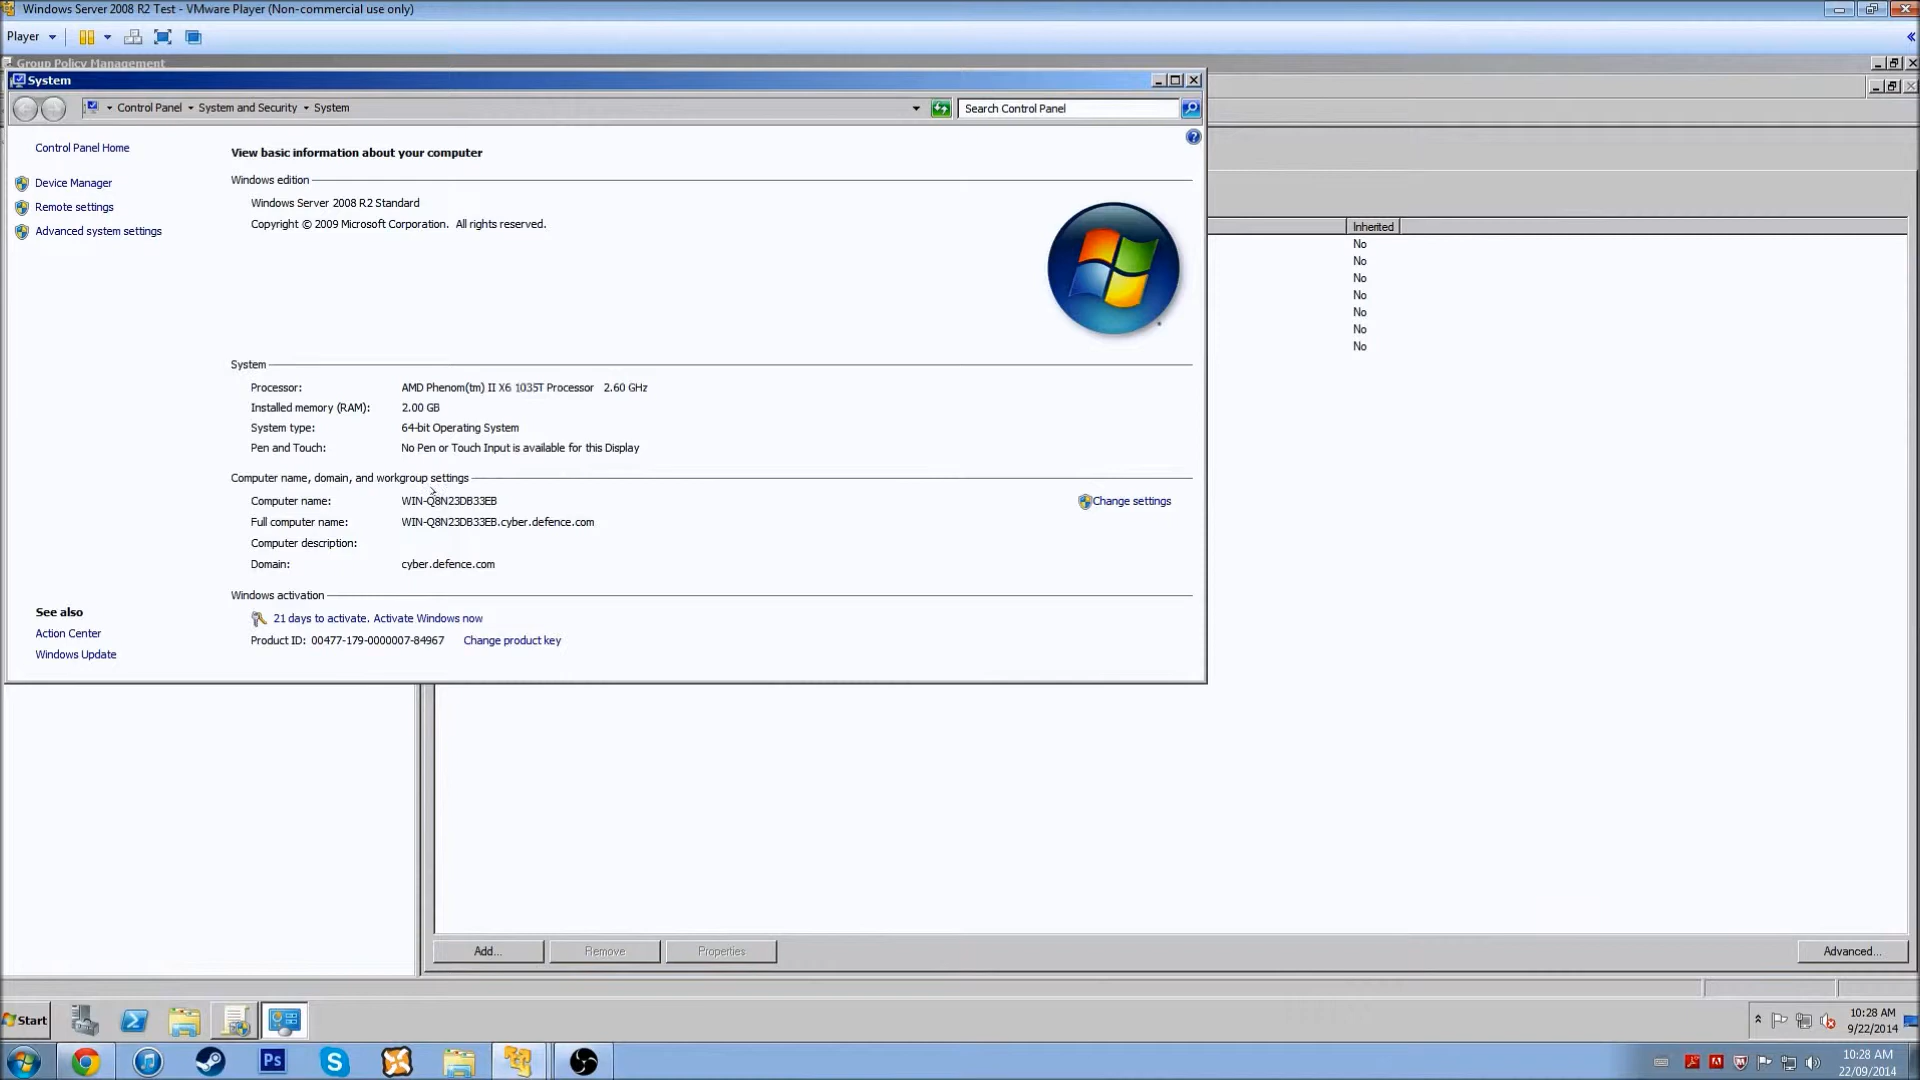 Windows Server 2008 R2 Test - VMware Player (Non-commercial use only)
Player
Group Policy Management
System
Control Panel
System and Security
System
Search Control Panel
Control Panel Home
Device Manager
Remote settings
Advanced system settings
View basic information about your computer
Windows edition
Windows Server 2008 R2 Standard
Copyright © 2009 Microsoft Corporation. All rights reserved.
System
Processor: AMD Phenom(tm) II X6 1035T Processor 2.60 GHz
Installed memory (RAM): 2.00 GB
System type: 64-bit Operating System
Pen and Touch: No Pen or Touch Input is available for this Display
Computer name, domain, and workgroup settings
Computer name: WIN-Q8N23DB33EB
Change settings
Full computer name: WIN-Q8N23DB33EB.cyber.defence.com
Computer description:
Domain: cyber.defence.com
Windows activation
21 days to activate. Activate Windows now
Product ID: 00477-179-0000007-84967 Change product key
See also
Action Center
Windows Update
Inherited
No
No
No
No
No
No
No
Add...
Remove
Properties
Advanced...
Start
10:28 AM
9/22/2014
Ps
S
10:28 AM
22/09/2014